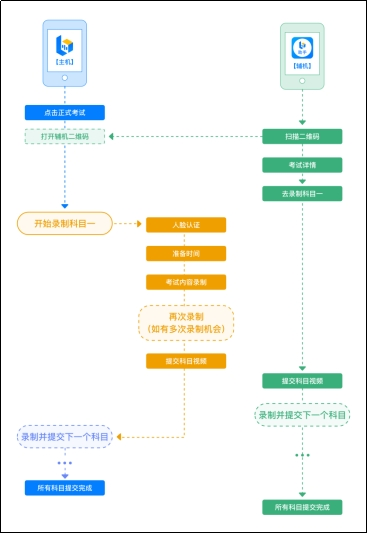 【主机】
助手
【辅机】
点击正式考试
打开辅机二维码
扫描二维码
考试详情
去录制科目一
开始录制科目一
人脸认证
准备时间
考试内容录制
再次录制
(如有多次录制机会)
提交科目视频
提交科目视频
录制并提交下一个科目
录制并提交下一个科目
所有科目提交完成
所有科目提交完成